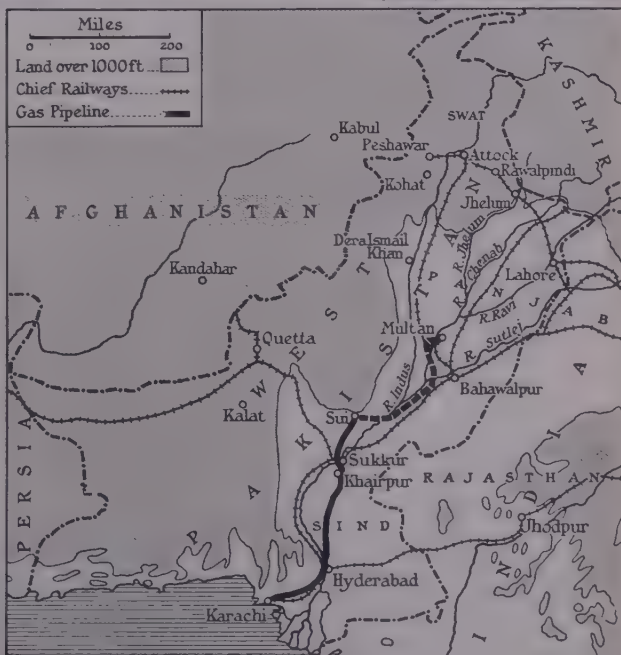 Miles
0 100 200
Land over 1000ft
Chief Railways
Gas Pipeline
KASHMIR
SWAT
Kabul
Peshawar
Attock
Rawalpindi
Kohat
Jhelum
AFGHANISTAN
Dera Ismail
Khan
R. Jhelum
R. Chenab
Lahore
Kandahar
PUNJAB
R. Ravi
Multan
R. Sutlej
Quetta
WEST
PAKISTAN
R. Indus
Bahawalpur
Kalat
Sui
PERSIA
Sukkur
Khairpur
RAJASTHAN
SIND
Jhodpur
INDIA
Hyderabad
Karachi